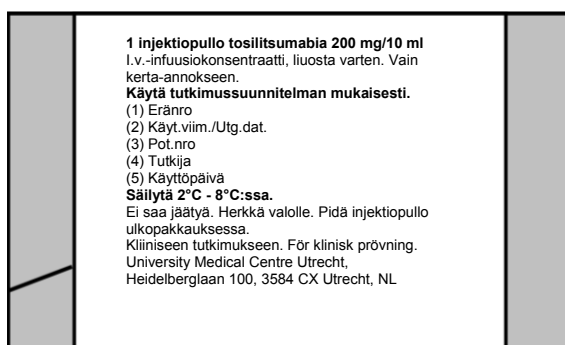 1 injektiopullo tosilitsumabia 200 mg/10 ml
I.v.-infuusiokonsentraatti, liuosta varten. Vain
kerta-annokseen.
Käytä tutkimussuunnitelman mukaisesti.
(1) Eränro
(2) Käyt.viim./Utg.dat.
(3) Pot.nro
(4) Tutkija
(5) Käyttöpäivä
Säilytä 2°C - 8°C:ssa.
Ei saa jäätyä. Herkkä valolle. Pidä injektiopullo
ulkopakkauksessa.
Kliiniseen tutkimukseen. För klinisk prövning.
University Medical Centre Utrecht,
Heidelberglaan 100, 3584 CX Utrecht, NL